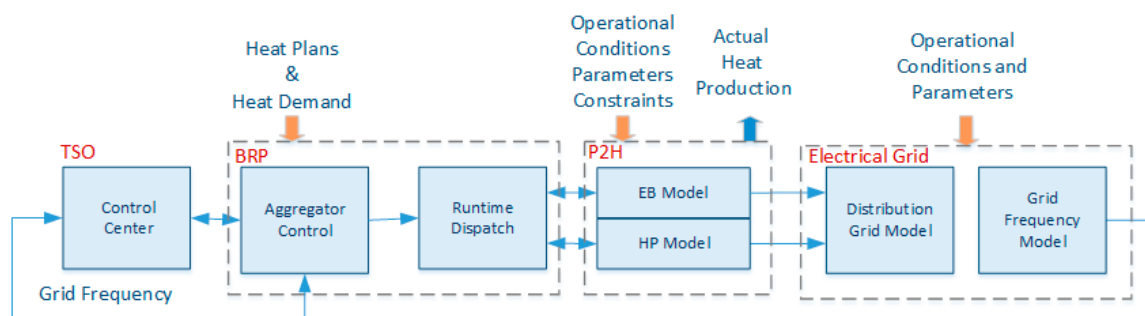 Heat Plans
&
Heat Demand
Operational
Conditions
Parameters
Constraints
Actual
Heat
Production
Operational
Conditions and
Parameters
TSO
BRP
P2H
Electrical Grid
Control
Center
Aggregator
Control
Runtime
Dispatch
EB Model
HP Model
Distribution
Grid Model
Grid
Frequency
Model
Grid Frequency